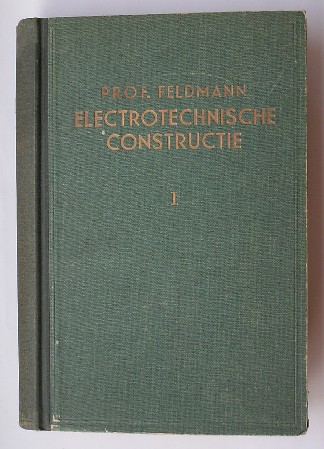 PROF. FELDMANN
ELECTROTECHNISCHE
CONSTRUCTIE
I